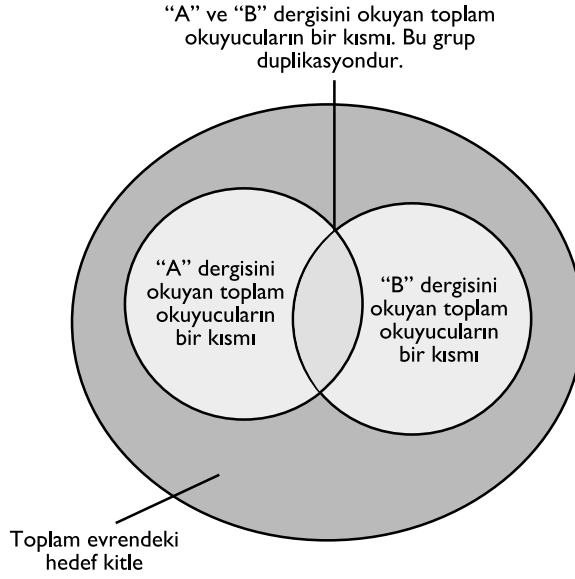 “A” ve “B” dergisini okuyan toplam
okuyucuların bir kısmı. Bu grup
duplikasyondur.
“A” dergisini
okuyan toplam
okuyucuların
bir kısmı
“B” dergisini
okuyan toplam
okuyucuların
bir kısmı
Toplam evrendeki
hedef kitle